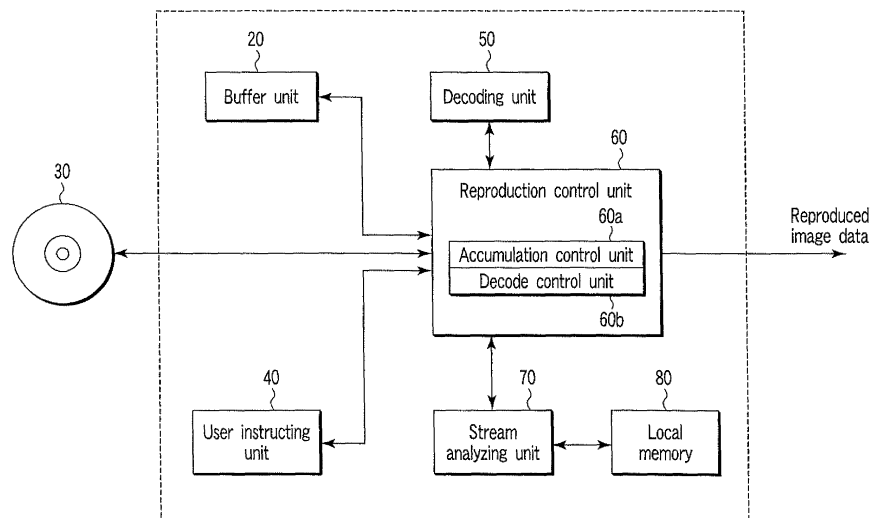 20
Buffer unit
50
Decoding unit
30
60
Reproduction control unit
60a
Accumulation control unit
Decode control unit
60b
Reproduced
image data
40
User instructing
unit
70
Stream
analyzing unit
80
Local
memory